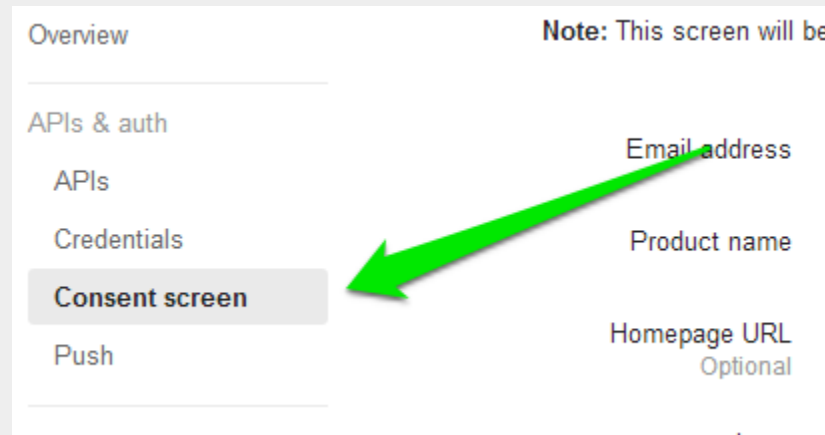 Overview
APIs & auth
APIs
Credentials
Consent screen
Push
Note: This screen will be
Email address
Product name
Homepage URL
Optional